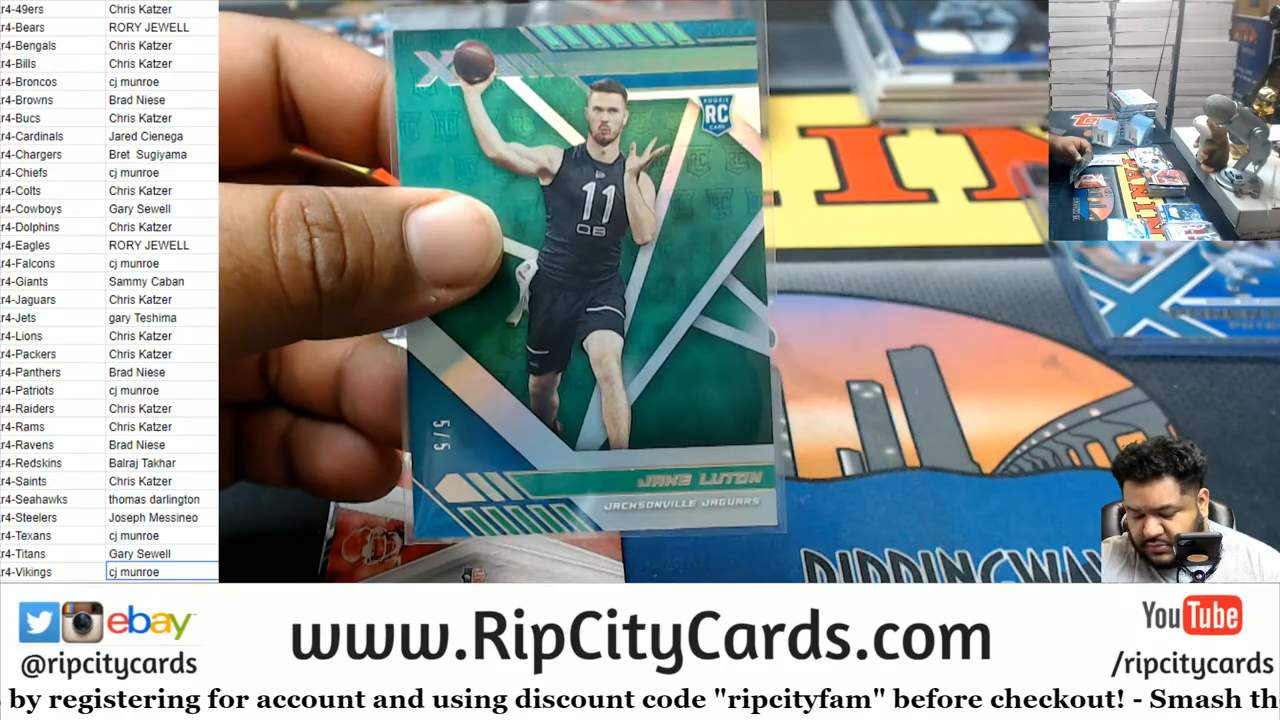 r4-49ers Chris Katzer
r4-Bears RORY JEWELL
r4-Bengals Chris Katzer
r4-Bills Chris Katzer
r4-Broncos cj munroe
r4-Browns Brad Niese
r4-Bucs Chris Katzer
r4-Cardinals Jared Cienega
r4-Chargers Bret Sugiyama
r4-Chiefs cj munroe
r4-Colts Chris Katzer
r4-Cowboys Gary Sewell
r4-Dolphins Chris Katzer
r4-Eagles RORY JEWELL
r4-Falcons cj munroe
r4-Giants Sammy Caban
r4-Jaguars Chris Katzer
r4-Jets gary Teshima
r4-Lions Chris Katzer
r4-Packers Chris Katzer
r4-Panthers Brad Niese
r4-Patriots cj munroe
r4-Raiders Chris Katzer
r4-Rams Chris Katzer
r4-Ravens Brad Niese
r4-Redskins Balraj Takhar
r4-Saints Chris Katzer
r4-Seahawks thomas darlington
r4-Steelers Joseph Messineo
r4-Texans cj munroe
r4-Titans Gary Sewell
r4-Vikings cj munroe
X
ROOKIE
RC
CARD
11
QB
5/5
JAKE LUTON
JACKSONVILLE JAGUARS
PANINI
ebay
@ripcitycards
www.RipCityCards.com
YouTube
/ripcitycards
by registering for account and using discount code "ripcityfam" before checkout! - Smash th